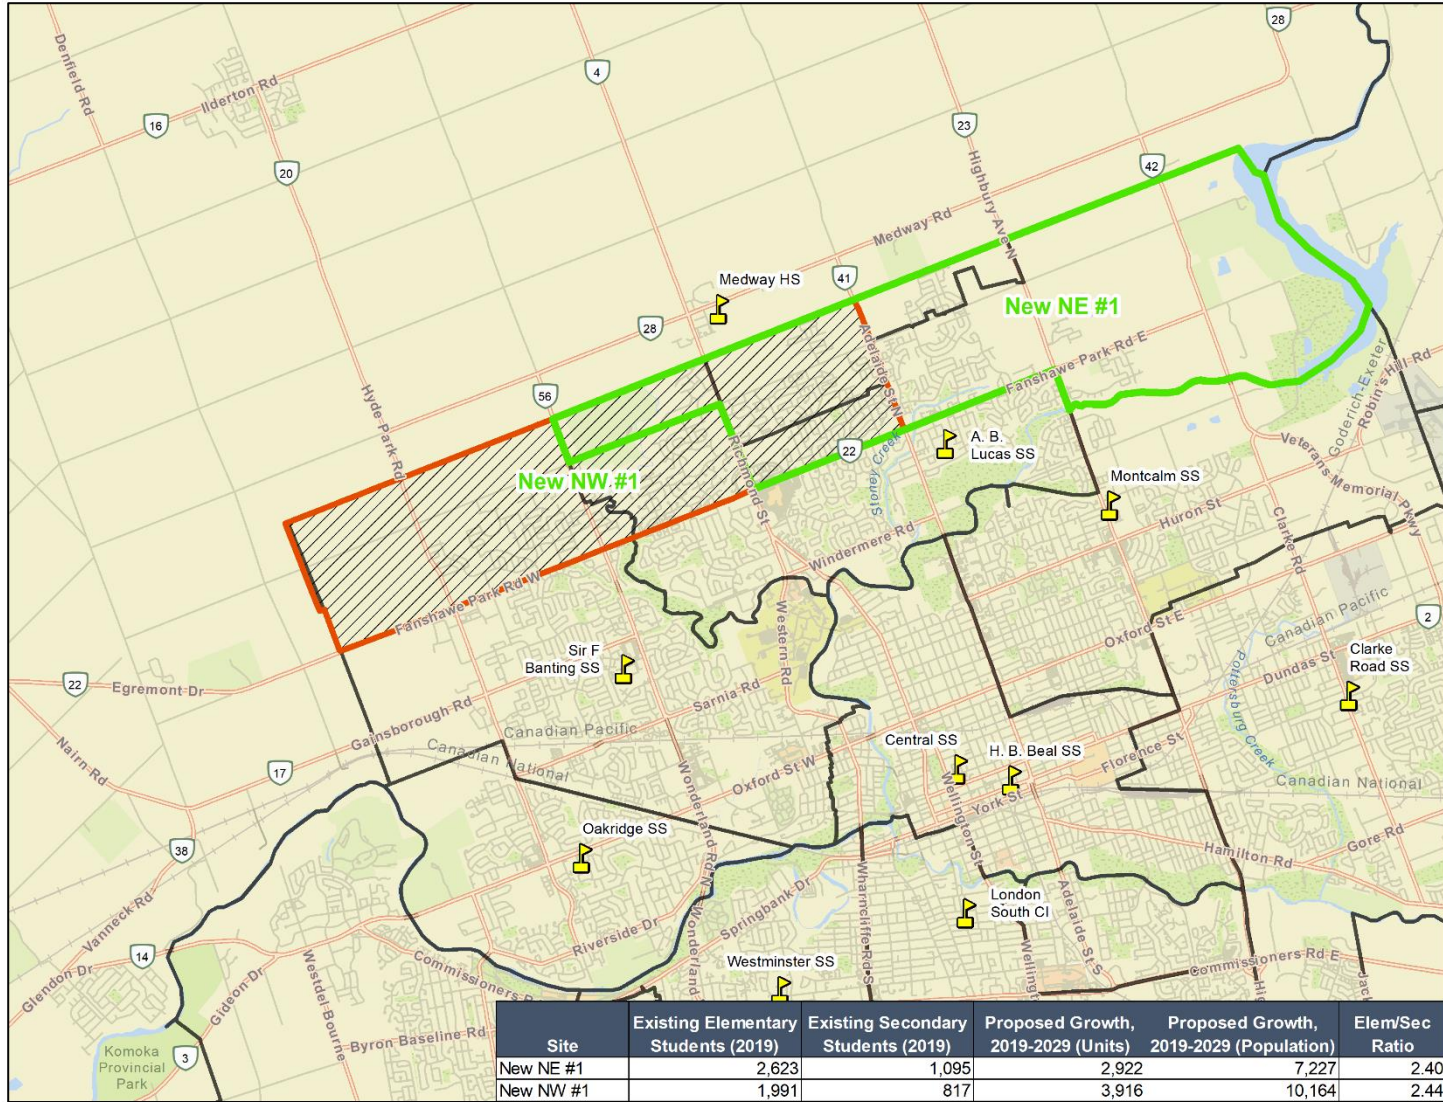 28
Denfield Rd
4
Ilderton Rd
16
23
Highbury Ave N
42
20
Medway Rd
Medway HS
41
28
New NE #1
Adelaide St N
Fanshawe Park Rd E
Goderich-Exeter
Robin's Hill Rd
56
Hyde Park Rd
Richmond St
22
Stoney Creek
A. B.
Lucas SS
Veterans Memorial Pkwy
New NW #1
Montcalm SS
Huron St
Clarke Rd
Windermere Rd
Fanshawe Park Rd W
Western Rd
Oxford St E
Canadian Pacific
2
Sir F
Banting SS
Clarke
Road SS
22
Egremont Dr
Sarnia Rd
Dundas St
Pottersburg Creek
Gainsborough Rd
Nairn Rd
Canadian Pacific
Canadian National
Central SS
H. B. Beal SS
Florence St
17
Oxford St W
Wellington St
York St
Canadian National
Wonderland Rd N
Oakridge SS
38
Gore Rd
Hamilton Rd
Vanneck Rd
Wharncliffe Rd S
London
South CI
Adelaide St S
Springbank Dr
Riverside Dr
Wonderland
14
Glendon Dr
Gideon Dr
Commissioners R
Westdel Bourne
Westminster SS
Wellin
Commissioners Rd E
Hig
Jack
Byron Baseline Rd
Komoka
Provincial
Park
3
Site Existing Elementary Students (2019) Existing Secondary Students (2019) Proposed Growth, 2019-2029 (Units) Proposed Growth, 2019-2029 (Population) Elem/Sec Ratio
New NE #1 2,623 1,095 2,922 7,227 2.40
New NW #1 1,991 817 3,916 10,164 2.44